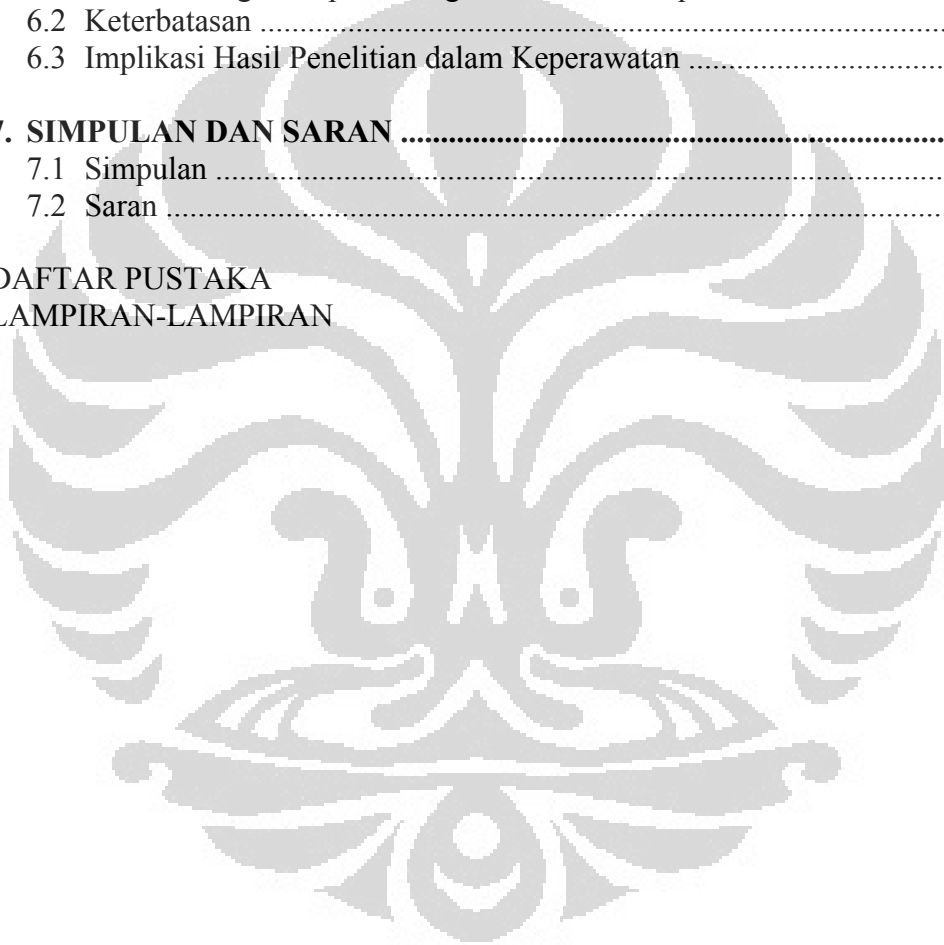 6.2 Keterbatasan ........................................................................................
6.3 Implikasi Hasil Penelitian dalam Keperawatan .................................
. SIMPULAN DAN SARAN .....................................................................
7.1 Simpulan ..............................................................................................
7.2 Saran ....................................................................................................
DAFTAR PUSTAKA
LAMPIRAN-LAMPIRAN